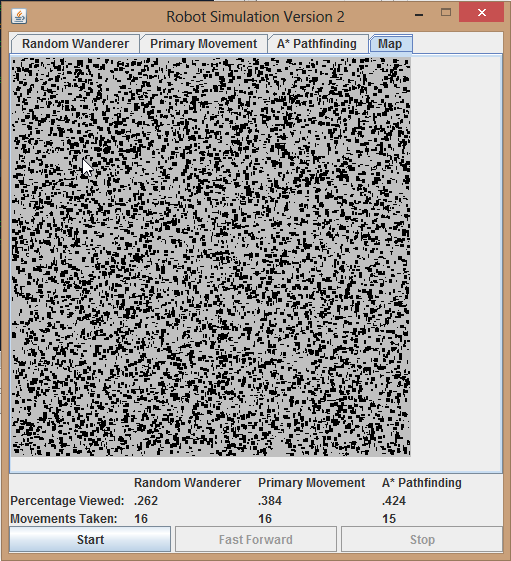 Robot Simulation Version 2
Random Wanderer Primary Movement A* Pathfinding Map
Random Wanderer Primary Movement A* Pathfinding
Percentage Viewed: .262 .384 .424
Movements Taken: 16 16 15
Start Fast Forward Stop